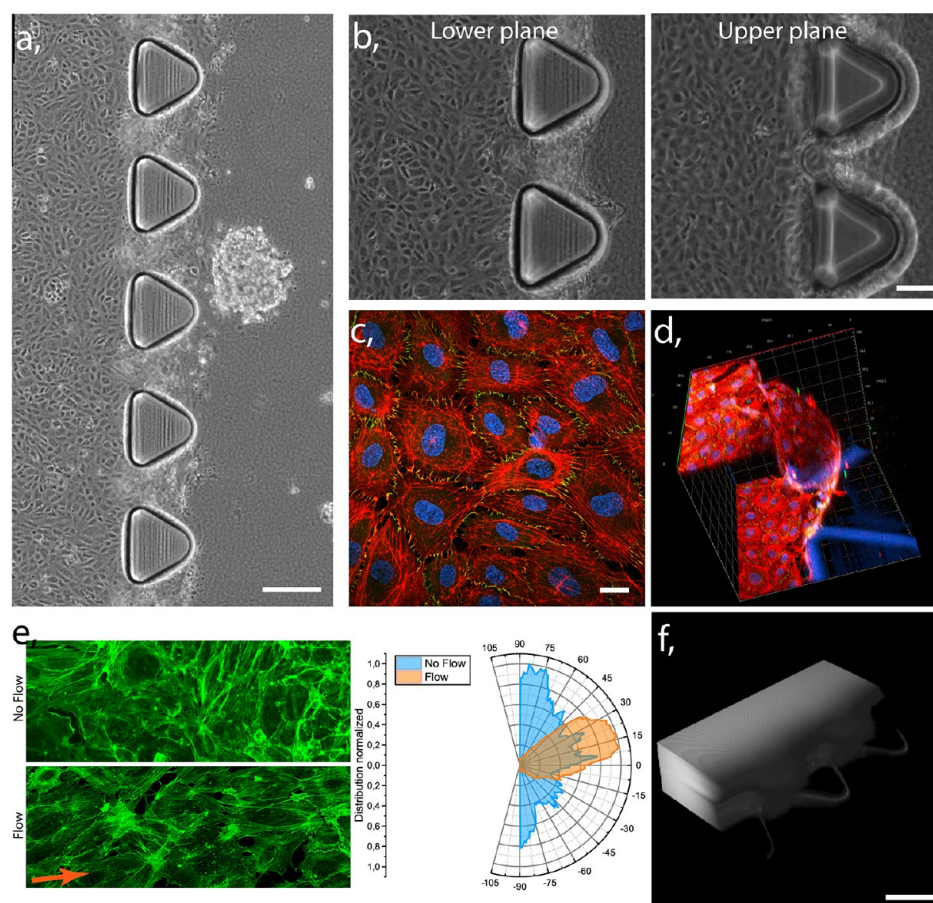 a,
b,
Lower plane
Upper plane
c,
d,
e,
No Flow
Flow
Distribution normalized
1,0
0,8
0,6
0,4
0,2
0,0
0,2
0,4
0,6
0,8
1,0
No Flow
Flow
105
90
75
60
45
30
15
0
-15
-30
-45
-60
-75
-90
-105
f,